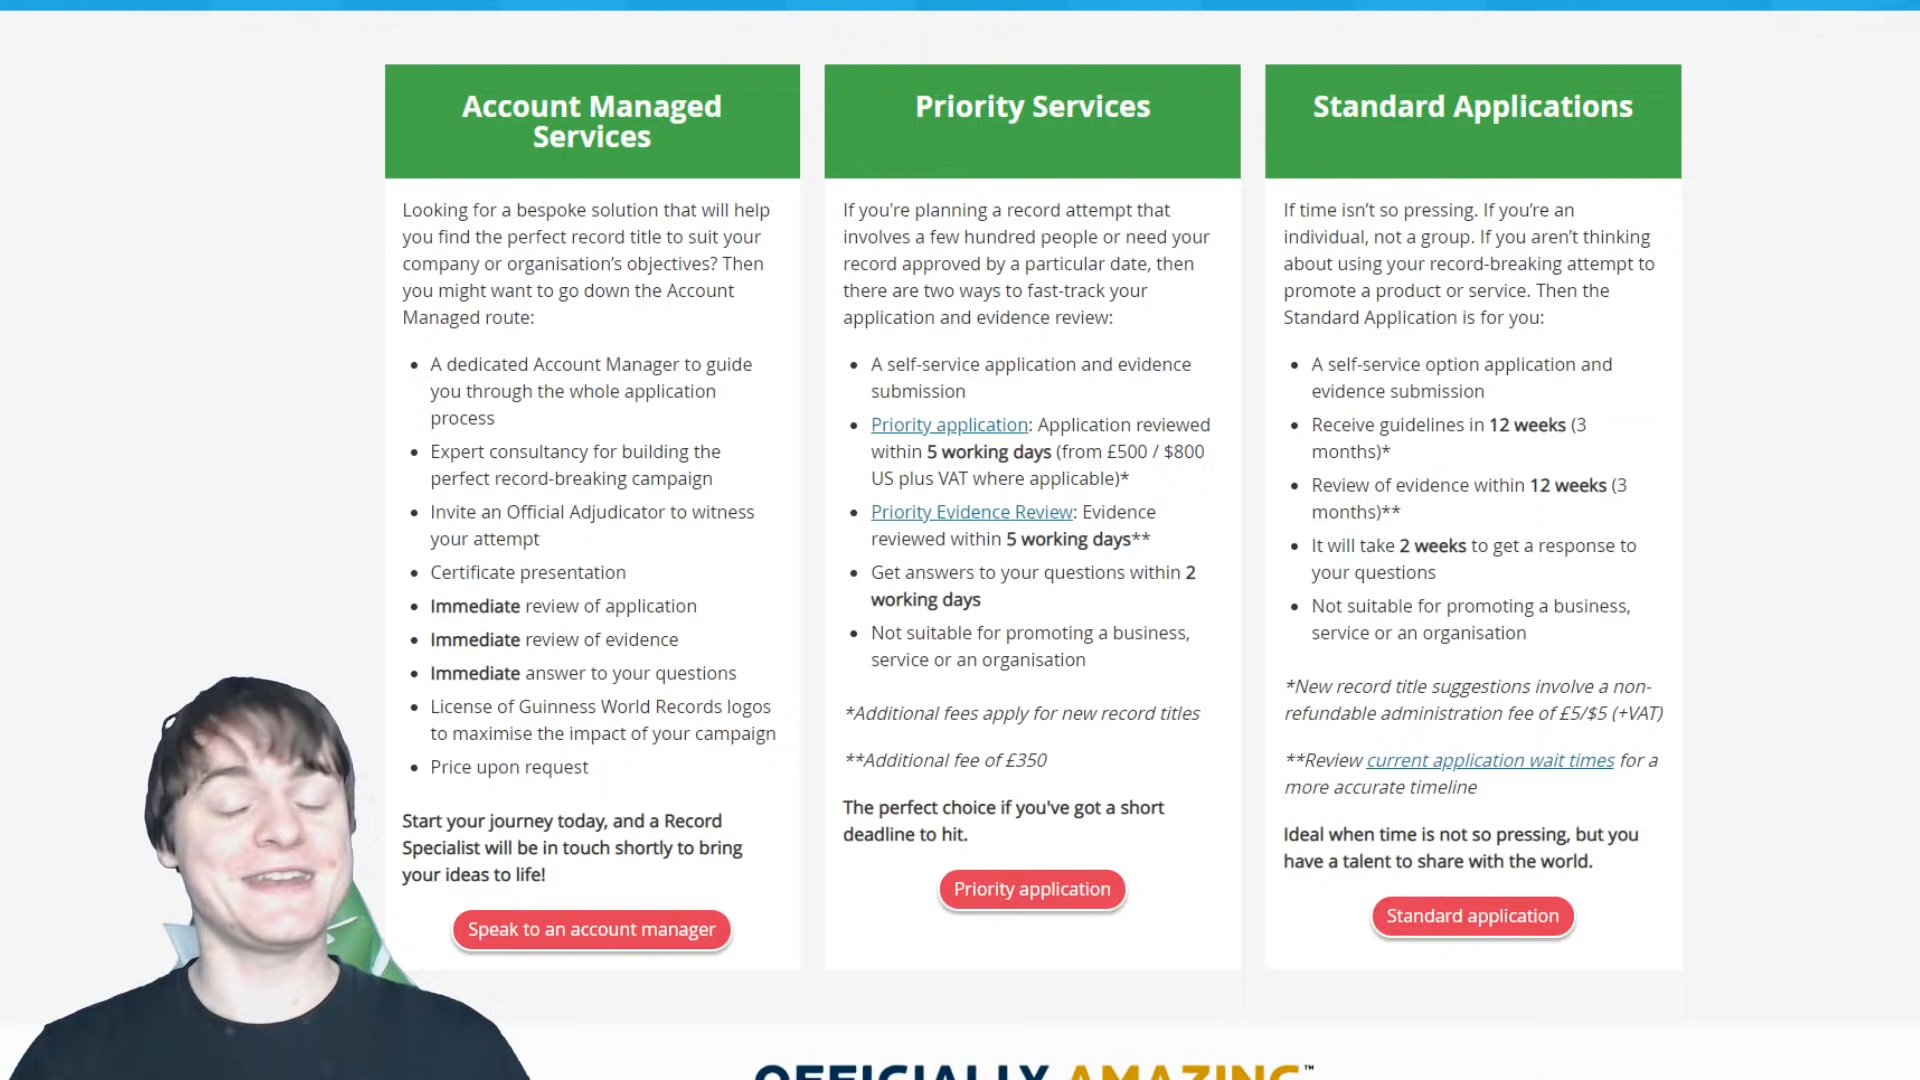 Account Managed
Services
Looking for a bespoke solution that will help
you find the perfect record title to suit your
company or organisation's objectives? Then
you might want to go down the Account
Managed route:
• A dedicated Account Manager to guide
you through the whole application
process
• Expert consultancy for building the
perfect record-breaking campaign
• Invite an Official Adjudicator to witness
your attempt
• Certificate presentation
• Immediate review of application
• Immediate review of evidence
• Immediate answer to your questions
• License of Guinness World Records logos
to maximise the impact of your campaign
• Price upon request
Start your journey today, and a Record
Specialist will be in touch shortly to bring
your ideas to life!
Speak to an account manager
Priority Services
If you're planning a record attempt that
involves a few hundred people or need your
record approved by a particular date, then
there are two ways to fast-track your
application and evidence review:
• A self-service application and evidence
submission
• Priority application: Application reviewed
within 5 working days (from £500 / $800
US plus VAT where applicable)*
• Priority Evidence Review: Evidence
reviewed within 5 working days**
• Get answers to your questions within 2
working days
• Not suitable for promoting a business,
service or an organisation
*Additional fees apply for new record titles
**Additional fee of £350
The perfect choice if you've got a short
deadline to hit.
Priority application
Standard Applications
If time isn't so pressing. If you're an
individual, not a group. If you aren't thinking
about using your record-breaking attempt to
promote a product or service. Then the
Standard Application is for you:
• A self-service option application and
evidence submission
• Receive guidelines in 12 weeks (3
months)*
• Review of evidence within 12 weeks (3
months)**
• It will take 2 weeks to get a response to
your questions
• Not suitable for promoting a business,
service or an organisation
*New record title suggestions involve a non-
refundable administration fee of £5/$5 (+VAT)
**Review current application wait times for a
more accurate timeline
Ideal when time is not so pressing, but you
have a talent to share with the world.
Standard application
OFFICIALLY AMAZING™